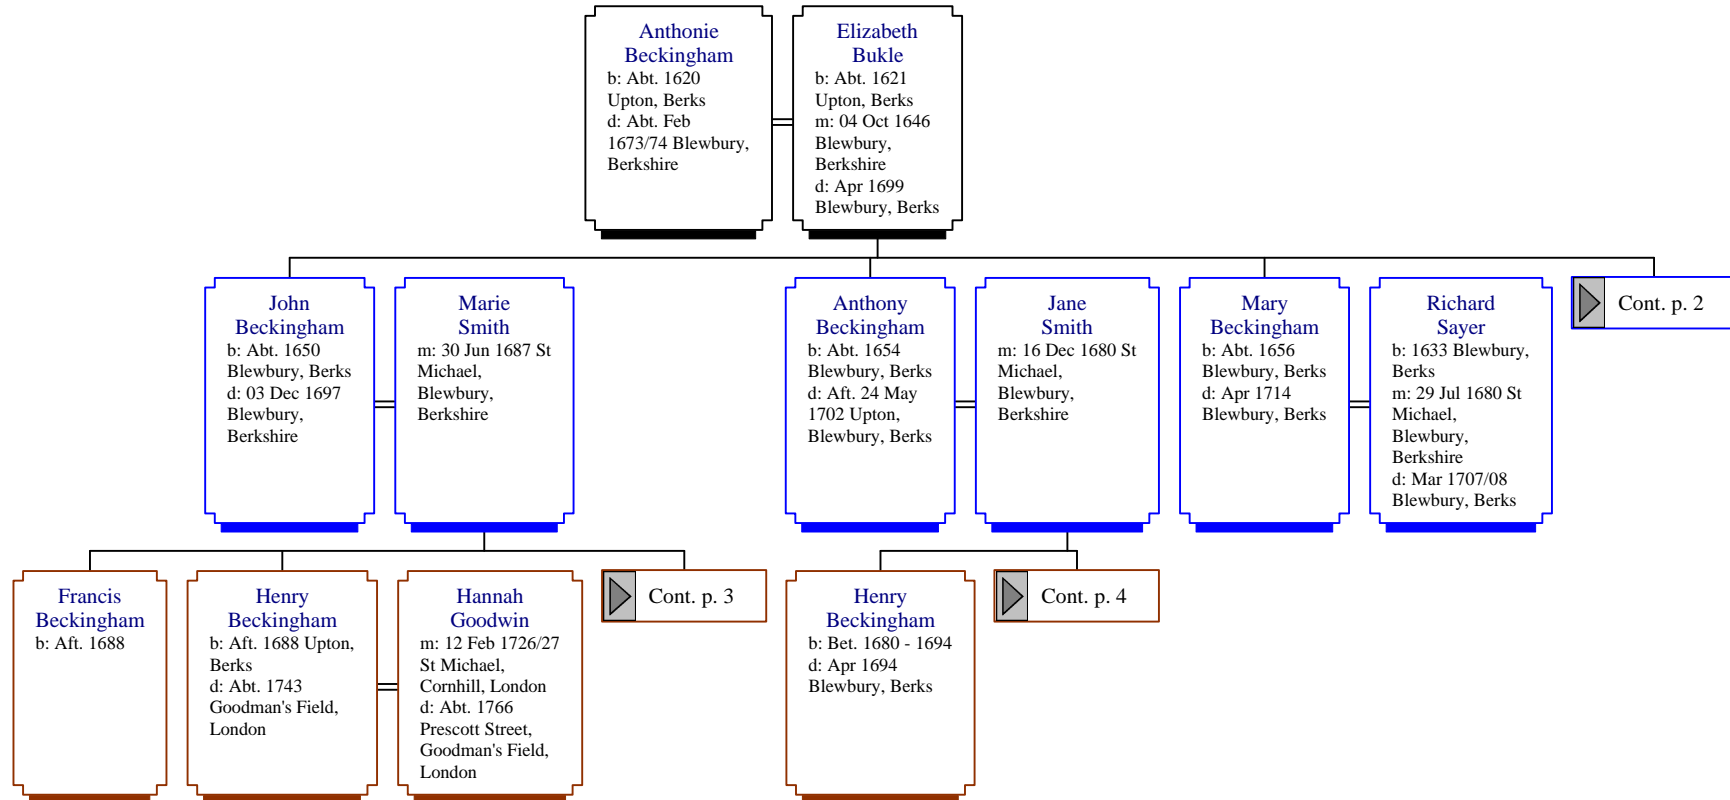 Anthonie
Beckingham
b: Abt. 1620
Upton, Berks
d: Abt. Feb
1673/74 Blewbury,
Berkshire
Elizabeth
Bukle
b: Abt. 1621
Upton, Berks
m: 04 Oct 1646
Blewbury,
Berkshire
d: Apr 1699
Blewbury, Berks
John
Beckingham
b: Abt. 1650
Blewbury, Berks
d: 03 Dec 1697
Blewbury,
Berkshire
Marie
Smith
m: 30 Jun 1687 St
Michael,
Blewbury,
Berkshire
Anthony
Beckingham
b: Abt. 1654
Blewbury, Berks
d: Aft. 24 May
1702 Upton,
Blewbury, Berks
Jane
Smith
m: 16 Dec 1680 St
Michael,
Blewbury,
Berkshire
Mary
Beckingham
b: Abt. 1656
Blewbury, Berks
d: Apr 1714
Blewbury, Berks
Richard
Sayer
b: 1633 Blewbury,
Berks
m: 29 Jul 1680 St
Michael,
Blewbury,
Berkshire
d: Mar 1707/08
Blewbury, Berks
Cont. p. 2
Francis
Beckingham
b: Aft. 1688
Henry
Beckingham
b: Aft. 1688 Upton,
Berks
d: Abt. 1743
Goodman's Field,
London
Hannah
Goodwin
m: 12 Feb 1726/27
St Michael,
Cornhill, London
d: Abt. 1766
Prescott Street,
Goodman's Field,
London
Cont. p. 3
Henry
Beckingham
b: Bet. 1680 - 1694
d: Apr 1694
Blewbury, Berks
Cont. p. 4